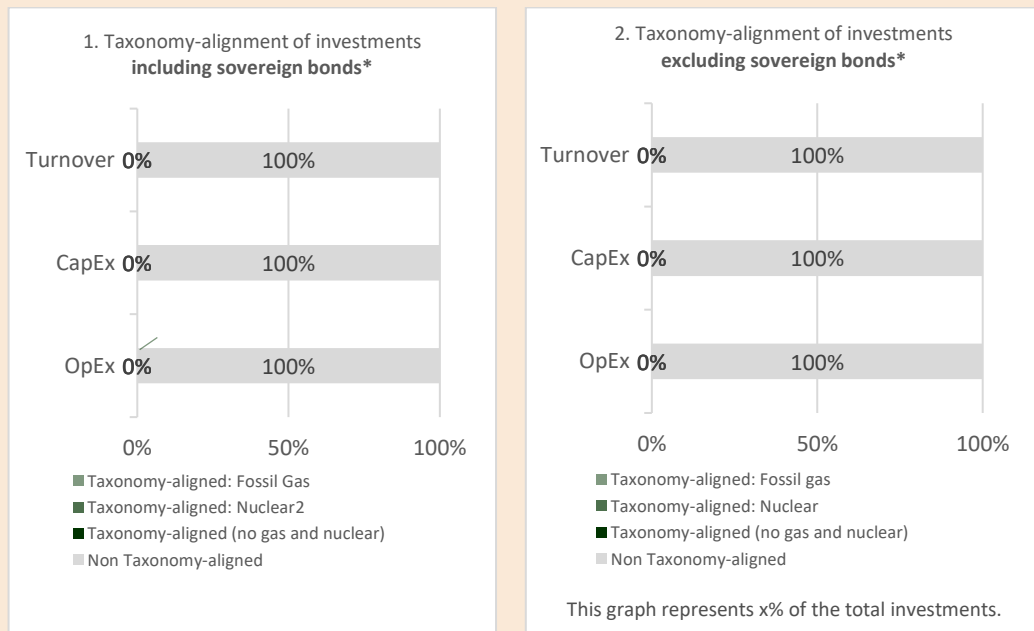 1. Taxonomy-alignment of investments
including sovereign bonds*
Turnover 0% 100%
CapEx 0% 100%
OpEx 0% 100%
0% 50% 100%
Taxonomy-aligned: Fossil Gas
Taxonomy-aligned: Nuclear2
Taxonomy-aligned (no gas and nuclear)
Non Taxonomy-aligned
2. Taxonomy-alignment of investments
excluding sovereign bonds*
Turnover 0% 100%
CapEx 0% 100%
OpEx 0% 100%
0% 50% 100%
Taxonomy-aligned: Fossil gas
Taxonomy-aligned: Nuclear
Taxonomy-aligned (no gas and nuclear)
Non Taxonomy-aligned
This graph represents x% of the total investments.